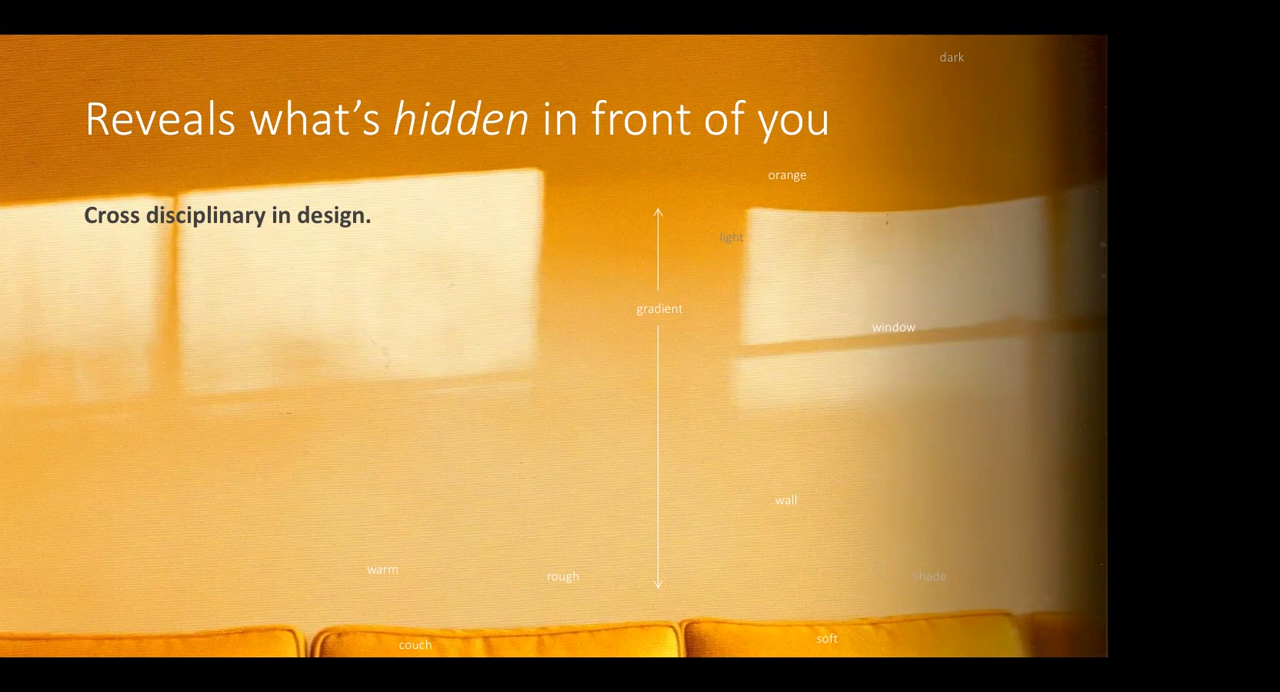 dark
Reveals what’s hidden in front of you
orange
Cross disciplinary in design.
light
gradient
window
wall
warm
rough
shade
couch
soft